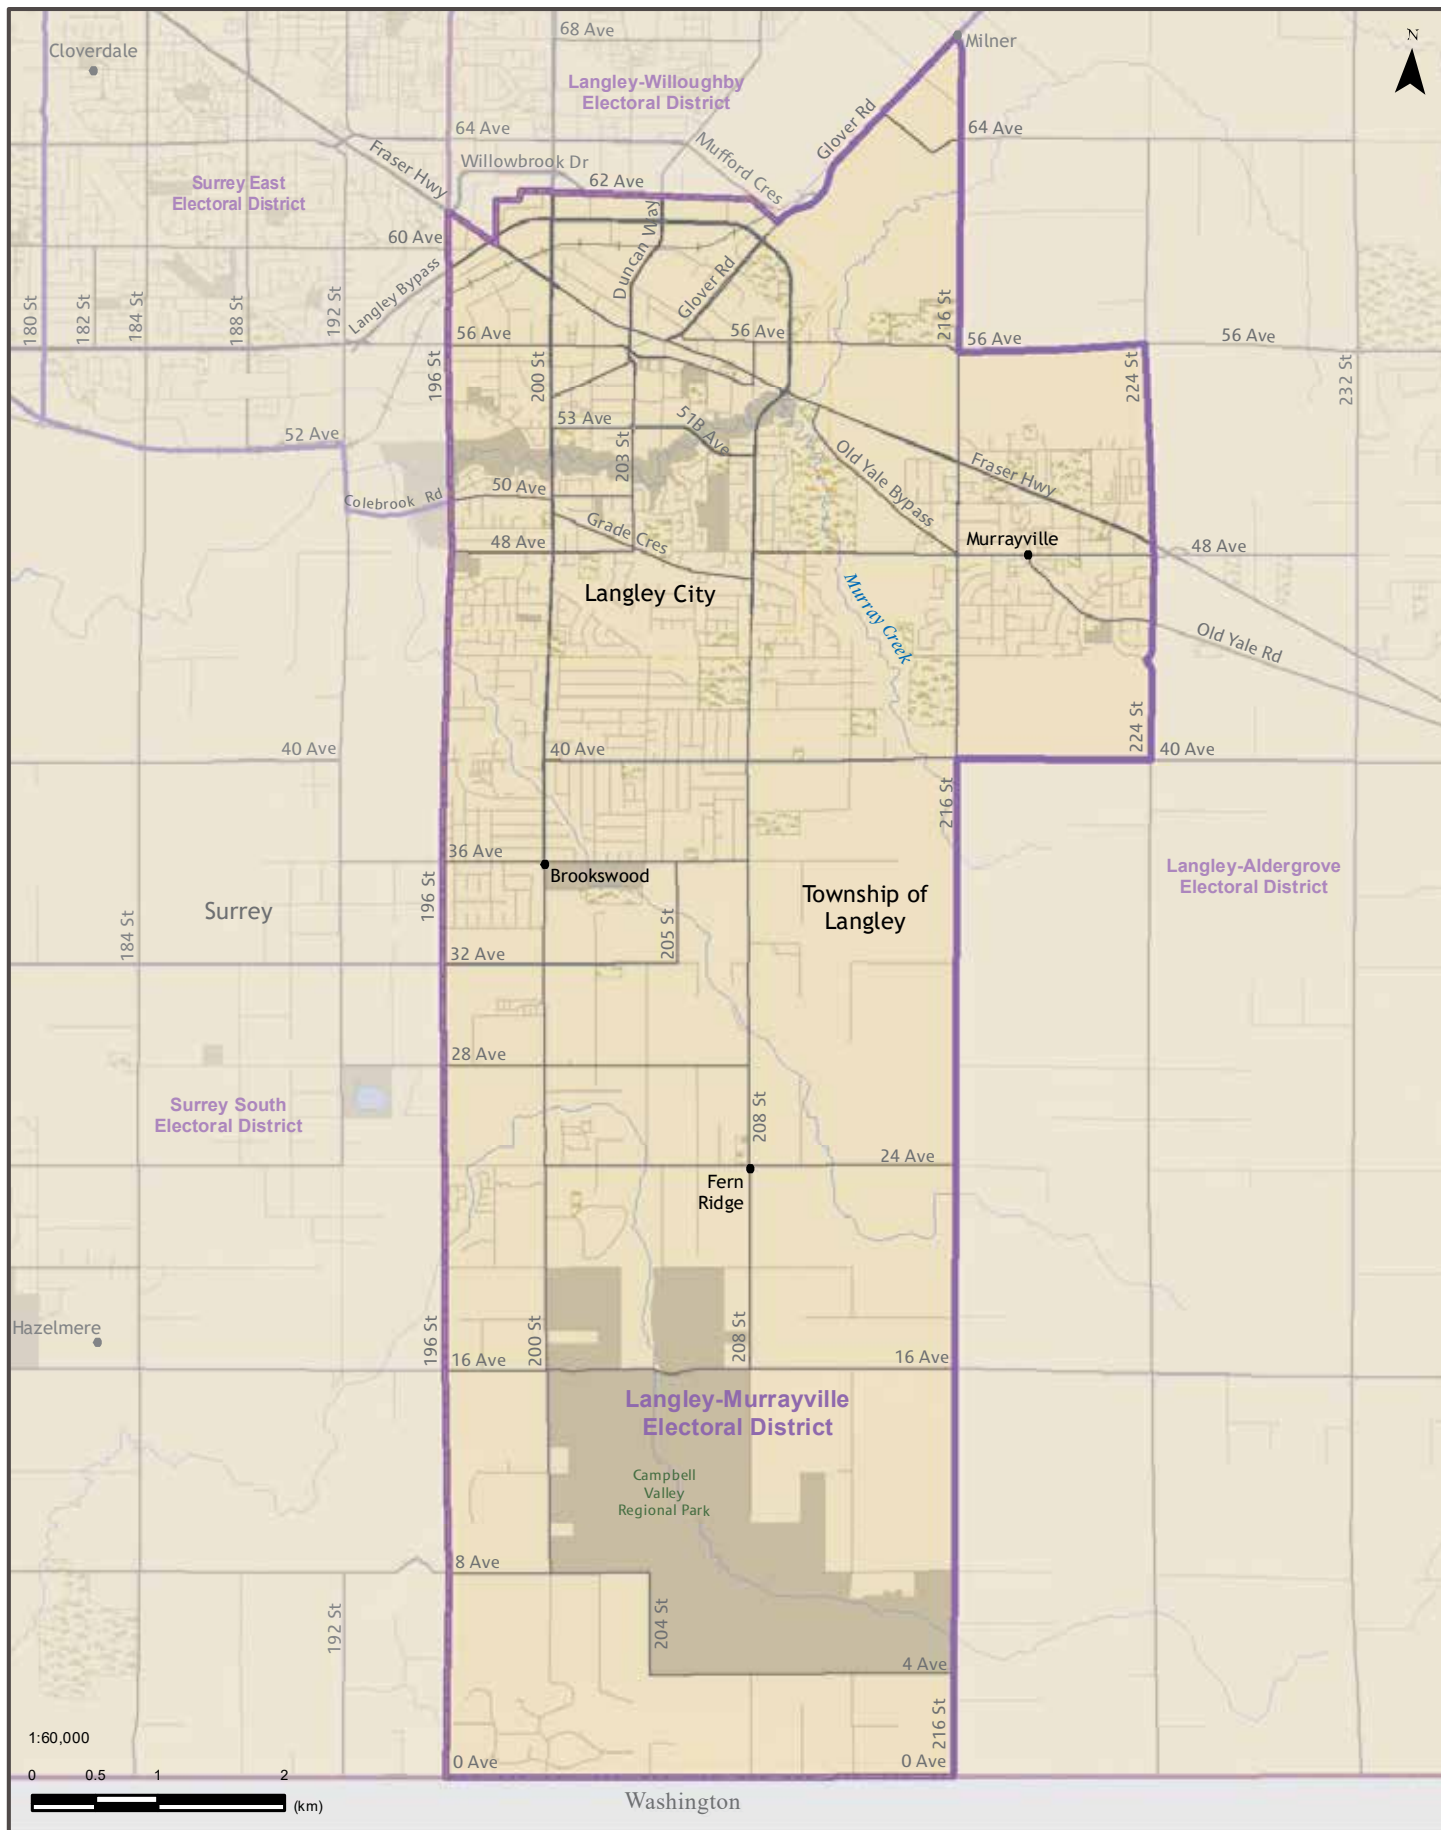 68 Ave
Milner
N
Cloverdale
Langley-Willoughby
Electoral District
Glover Rd
64 Ave
64 Ave
Mufford Cres
Fraser Hwy
Willowbrook Dr
62 Ave
Surrey East
Electoral District
60 Ave
Duncan Way
Langley Bypass
Glover Rd
180 St
182 St
184 St
188 St
192 St
216 St
56 Ave
56 Ave
56 Ave
56 Ave
196 St
200 St
224 St
232 St
53 Ave
51B Ave
52 Ave
203 St
Old Yale Bypass
Fraser Hwy
50 Ave
Colebrook Rd
Grade Cres
48 Ave
Murrayville
48 Ave
Langley City
Murray Creek
Old Yale Rd
224 St
40 Ave
40 Ave
40 Ave
216 St
36 Ave
Brookswood
Langley-Aldergrove
Electoral District
Township of
Langley
196 St
Surrey
184 St
205 St
32 Ave
28 Ave
Surrey South
Electoral District
208 St
24 Ave
Fern
Ridge
Hazelmere
196 St
200 St
208 St
16 Ave
16 Ave
Langley-Murrayville
Electoral District
Campbell
Valley
Regional Park
8 Ave
192 St
204 St
4 Ave
216 St
1:60,000
0 Ave
0 Ave
0 0.5 1 2
(km)
Washington